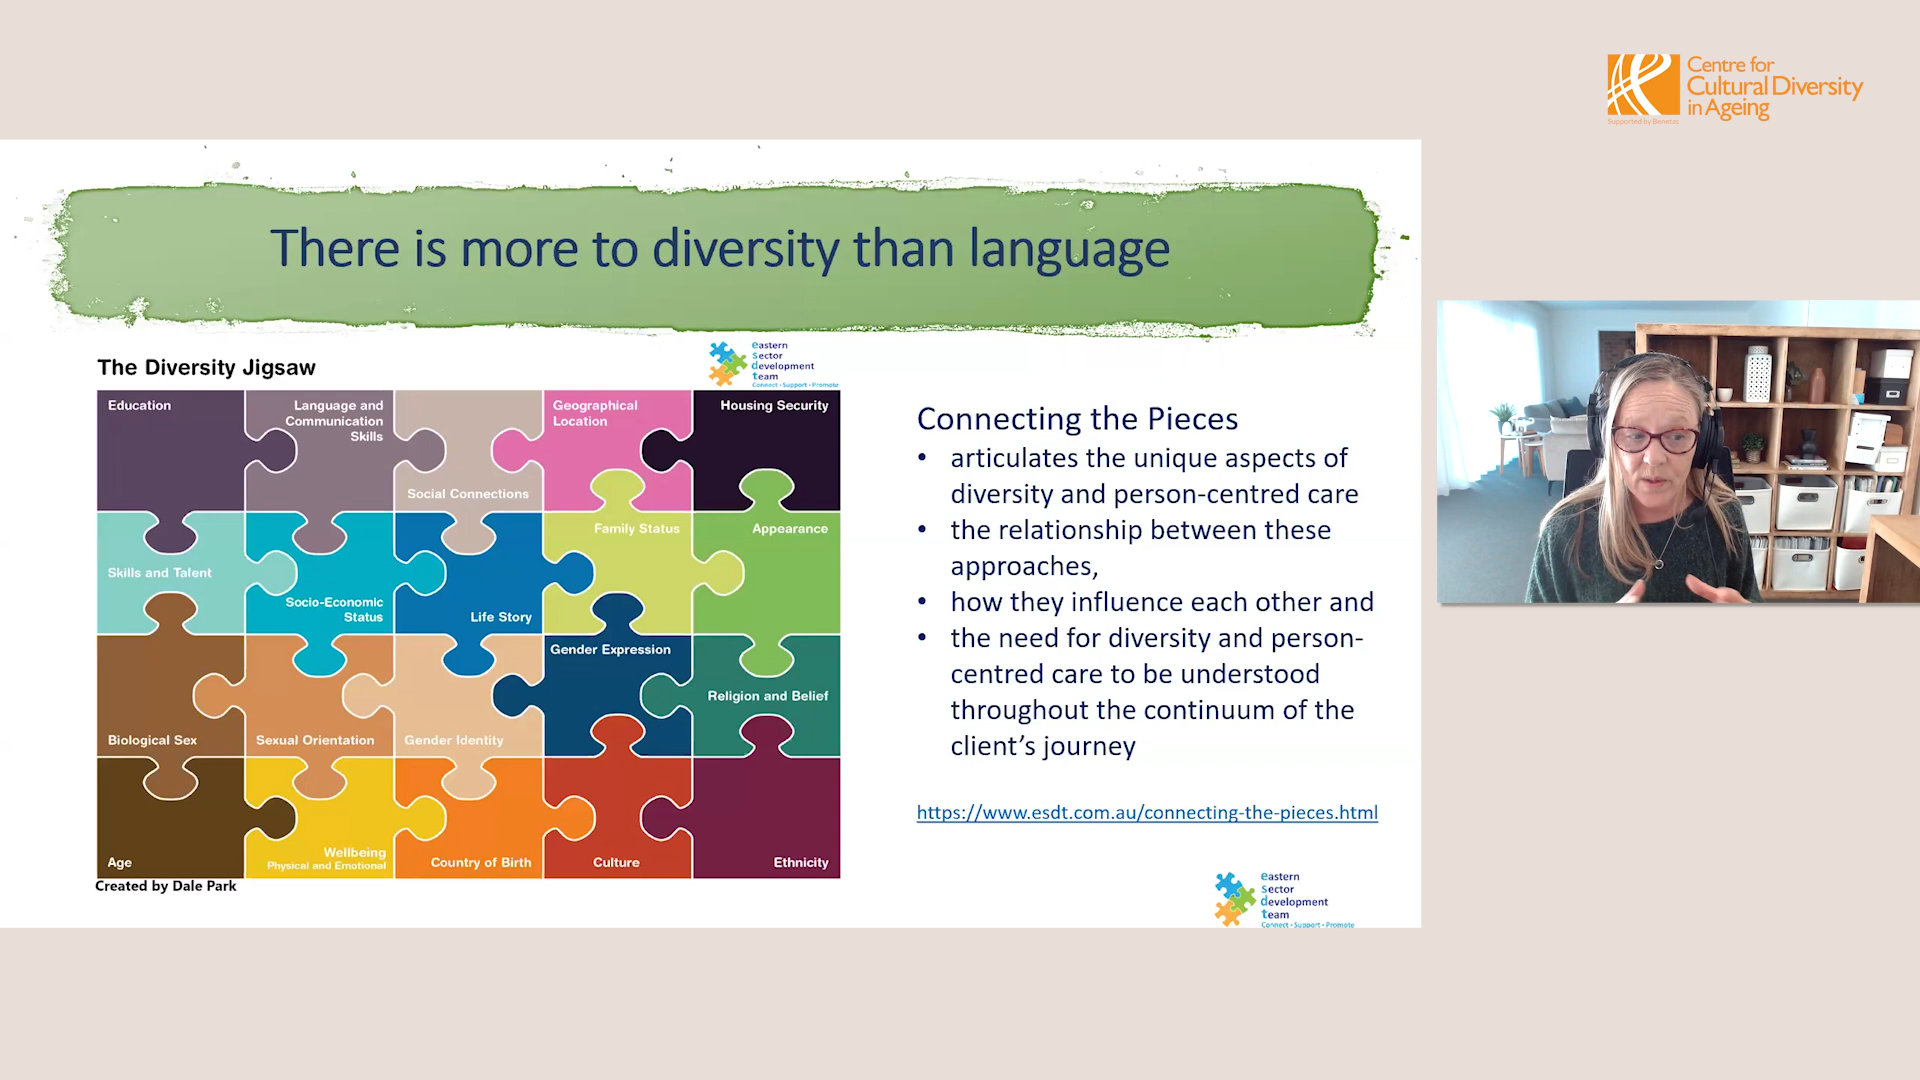 Centre for
Cultural Diversity
in Ageing
Supported by Benetas
There is more to diversity than language
The Diversity Jigsaw
eastern
Sector
development
team
Connect - Support - Promote
Education
Language and
Communication
Skills
Social Connections
Geographical
Location
Housing Security
Skills and Talent
Socio-Economic
Status
Life Story
Family Status
Appearance
Biological Sex
Sexual Orientation
Gender Identity
Gender Expression
Religion and Belief
Age
Wellbeing
Physical and Emotional
Country of Birth
Culture
Ethnicity
Created by Dale Park
Connecting the Pieces
• articulates the unique aspects of
diversity and person-centred care
• the relationship between these
approaches,
• how they influence each other and
• the need for diversity and person-
centred care to be understood
throughout the continuum of the
client's journey
https://www.esdt.com.au/connecting-the-pieces.html
eastern
Sector
development
team
Connect - Support - Promote